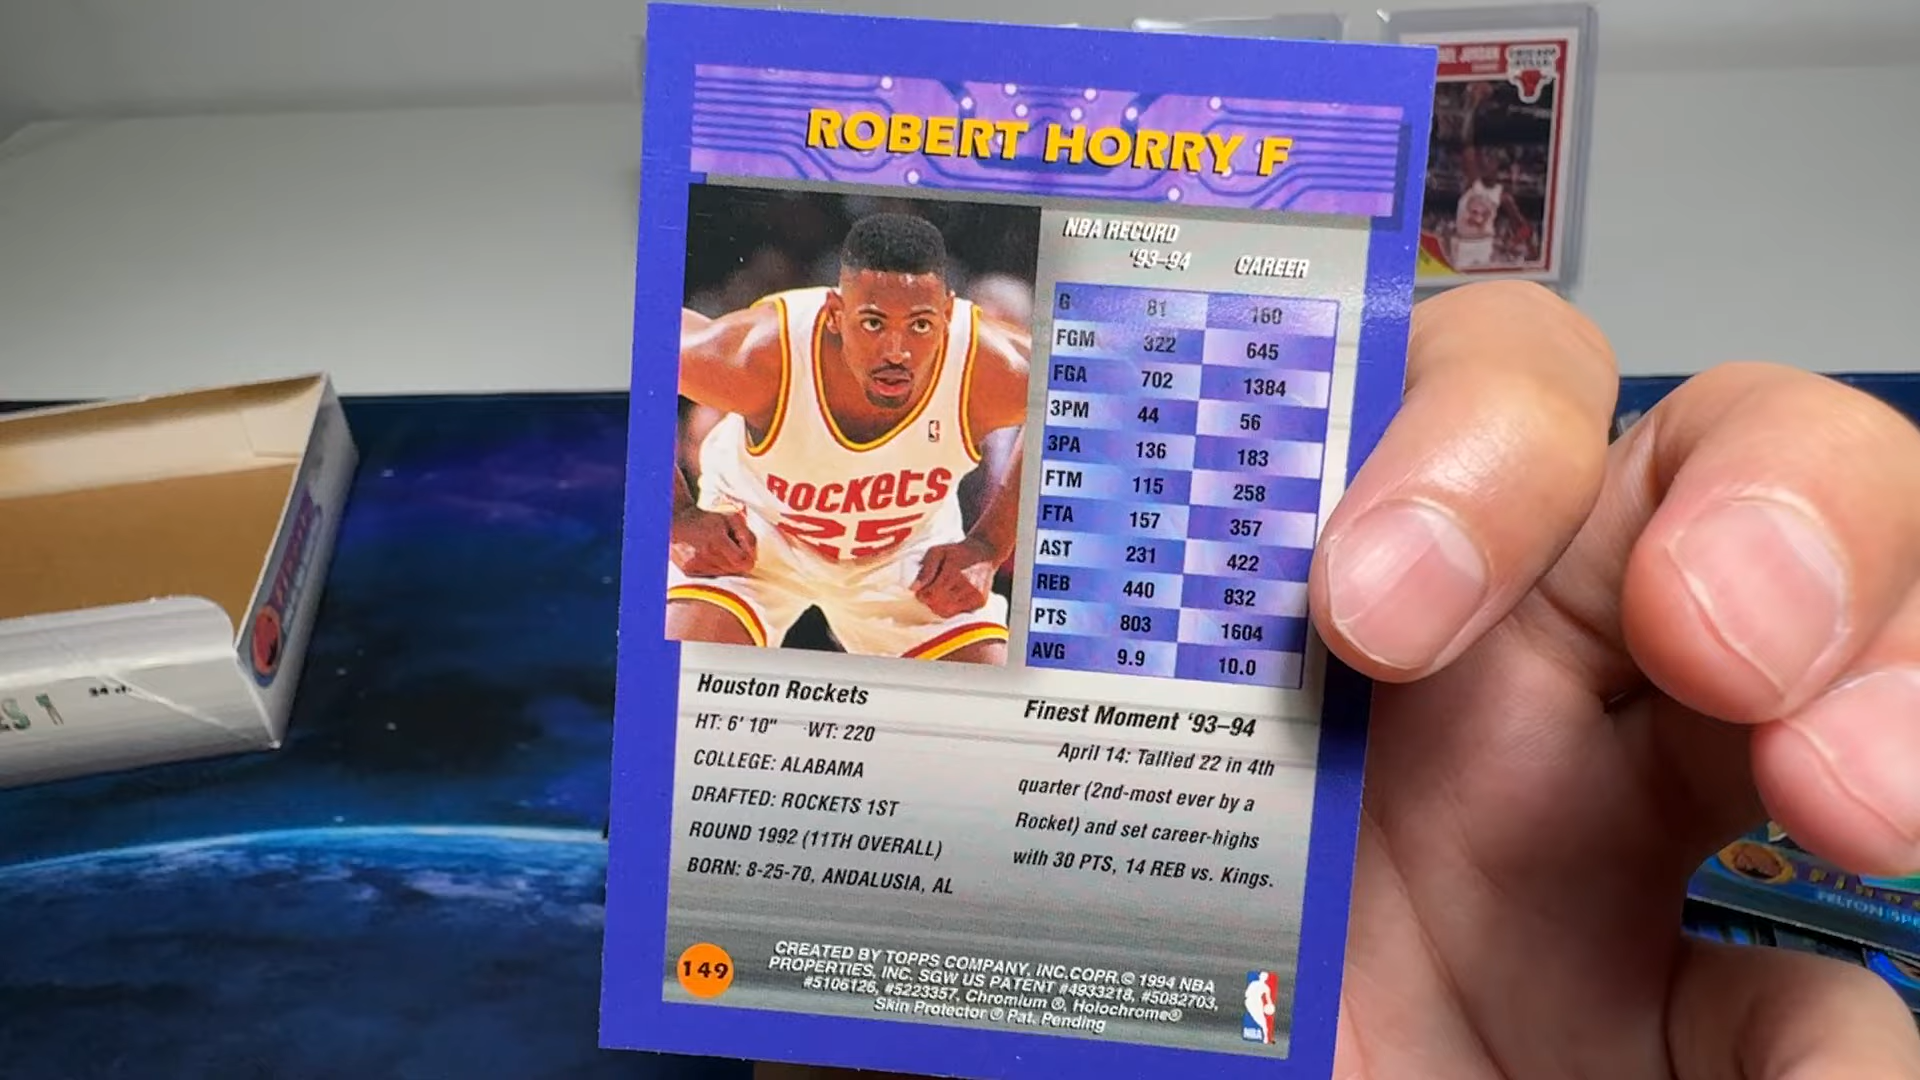 ROBERT HORRY F
NBA RECORD
'93–94 CAREER
G 81 160
FGM 322 645
FGA 702 1384
3PM 44 56
3PA 136 183
FTM 115 258
FTA 157 357
AST 231 422
REB 440 832
PTS 803 1604
AVG 9.9 10.0
ROCKETS
25
Houston Rockets
HT: 6' 10" WT: 220
COLLEGE: ALABAMA
DRAFTED: ROCKETS 1ST
ROUND 1992 (11TH OVERALL)
BORN: 8-25-70, ANDALUSIA, AL
Finest Moment '93–94
April 14: Tallied 22 in 4th
quarter (2nd-most ever by a
Rocket) and set career-highs
with 30 PTS, 14 REB vs. Kings.
149
CREATED BY TOPPS COMPANY, INC.COPR.© 1994 NBA
PROPERTIES, INC. SGW US PATENT #4933218, #5082703,
#5106126, #5223357, Chromium ®, Holochrome®
Skin Protector ® Pat. Pending
NBA
JORDAN
CHICAGO
BULLS